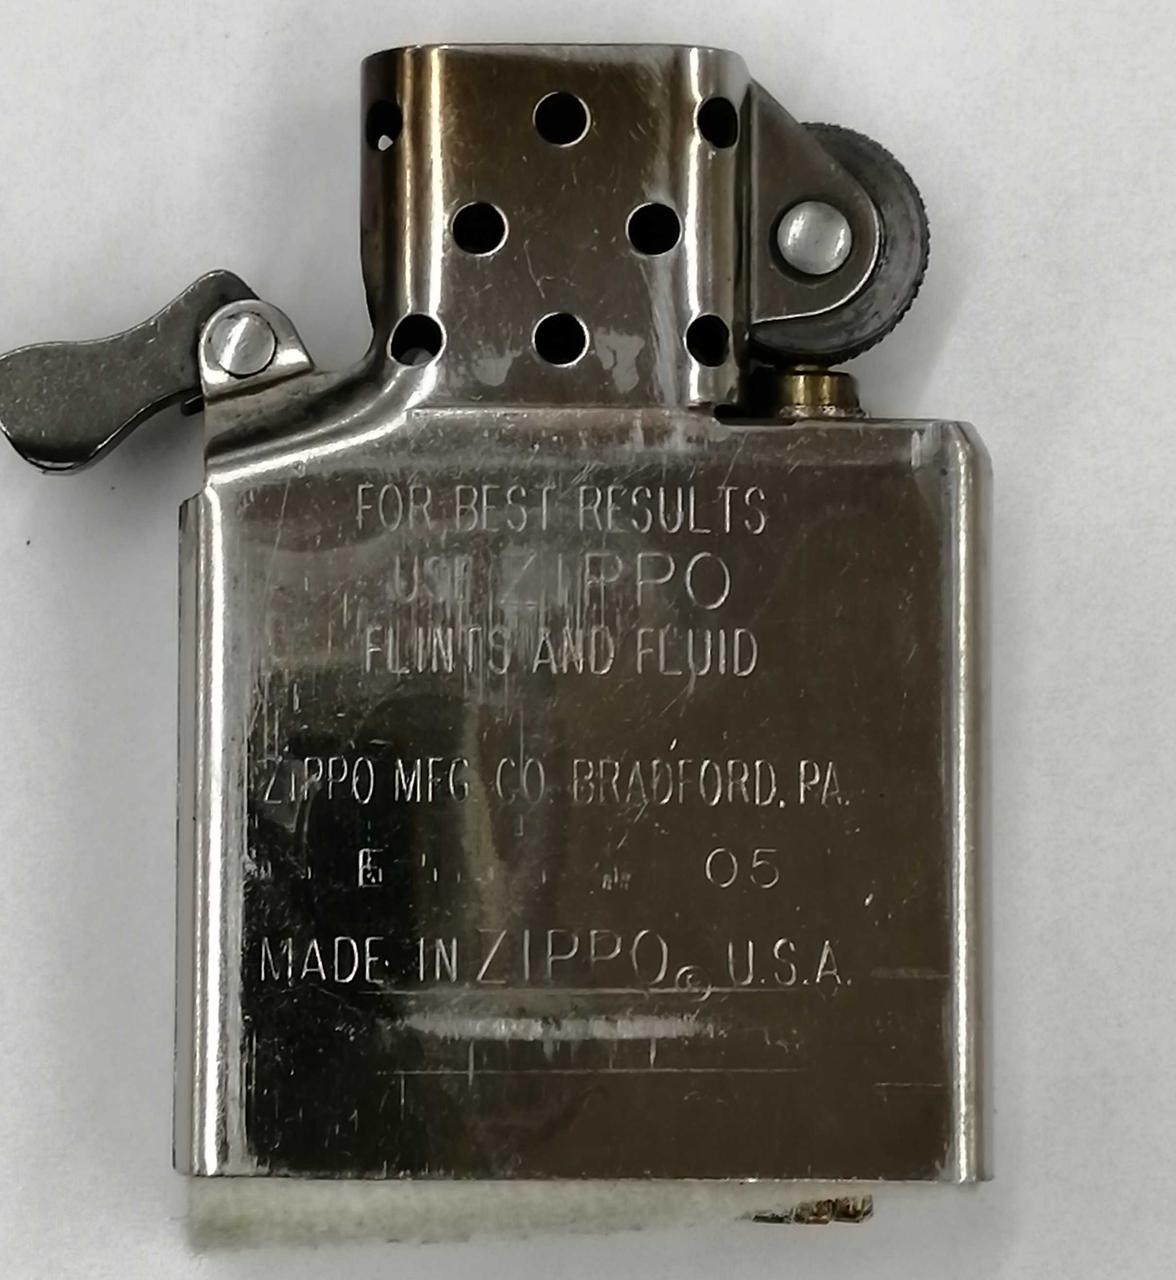 FOR BEST RESULTS
USE ZIPPO
FLINTS AND FLUID
ZIPPO MFG. CO. BRADFORD, PA.
E 05
MADE IN ZIPPO® U.S.A.